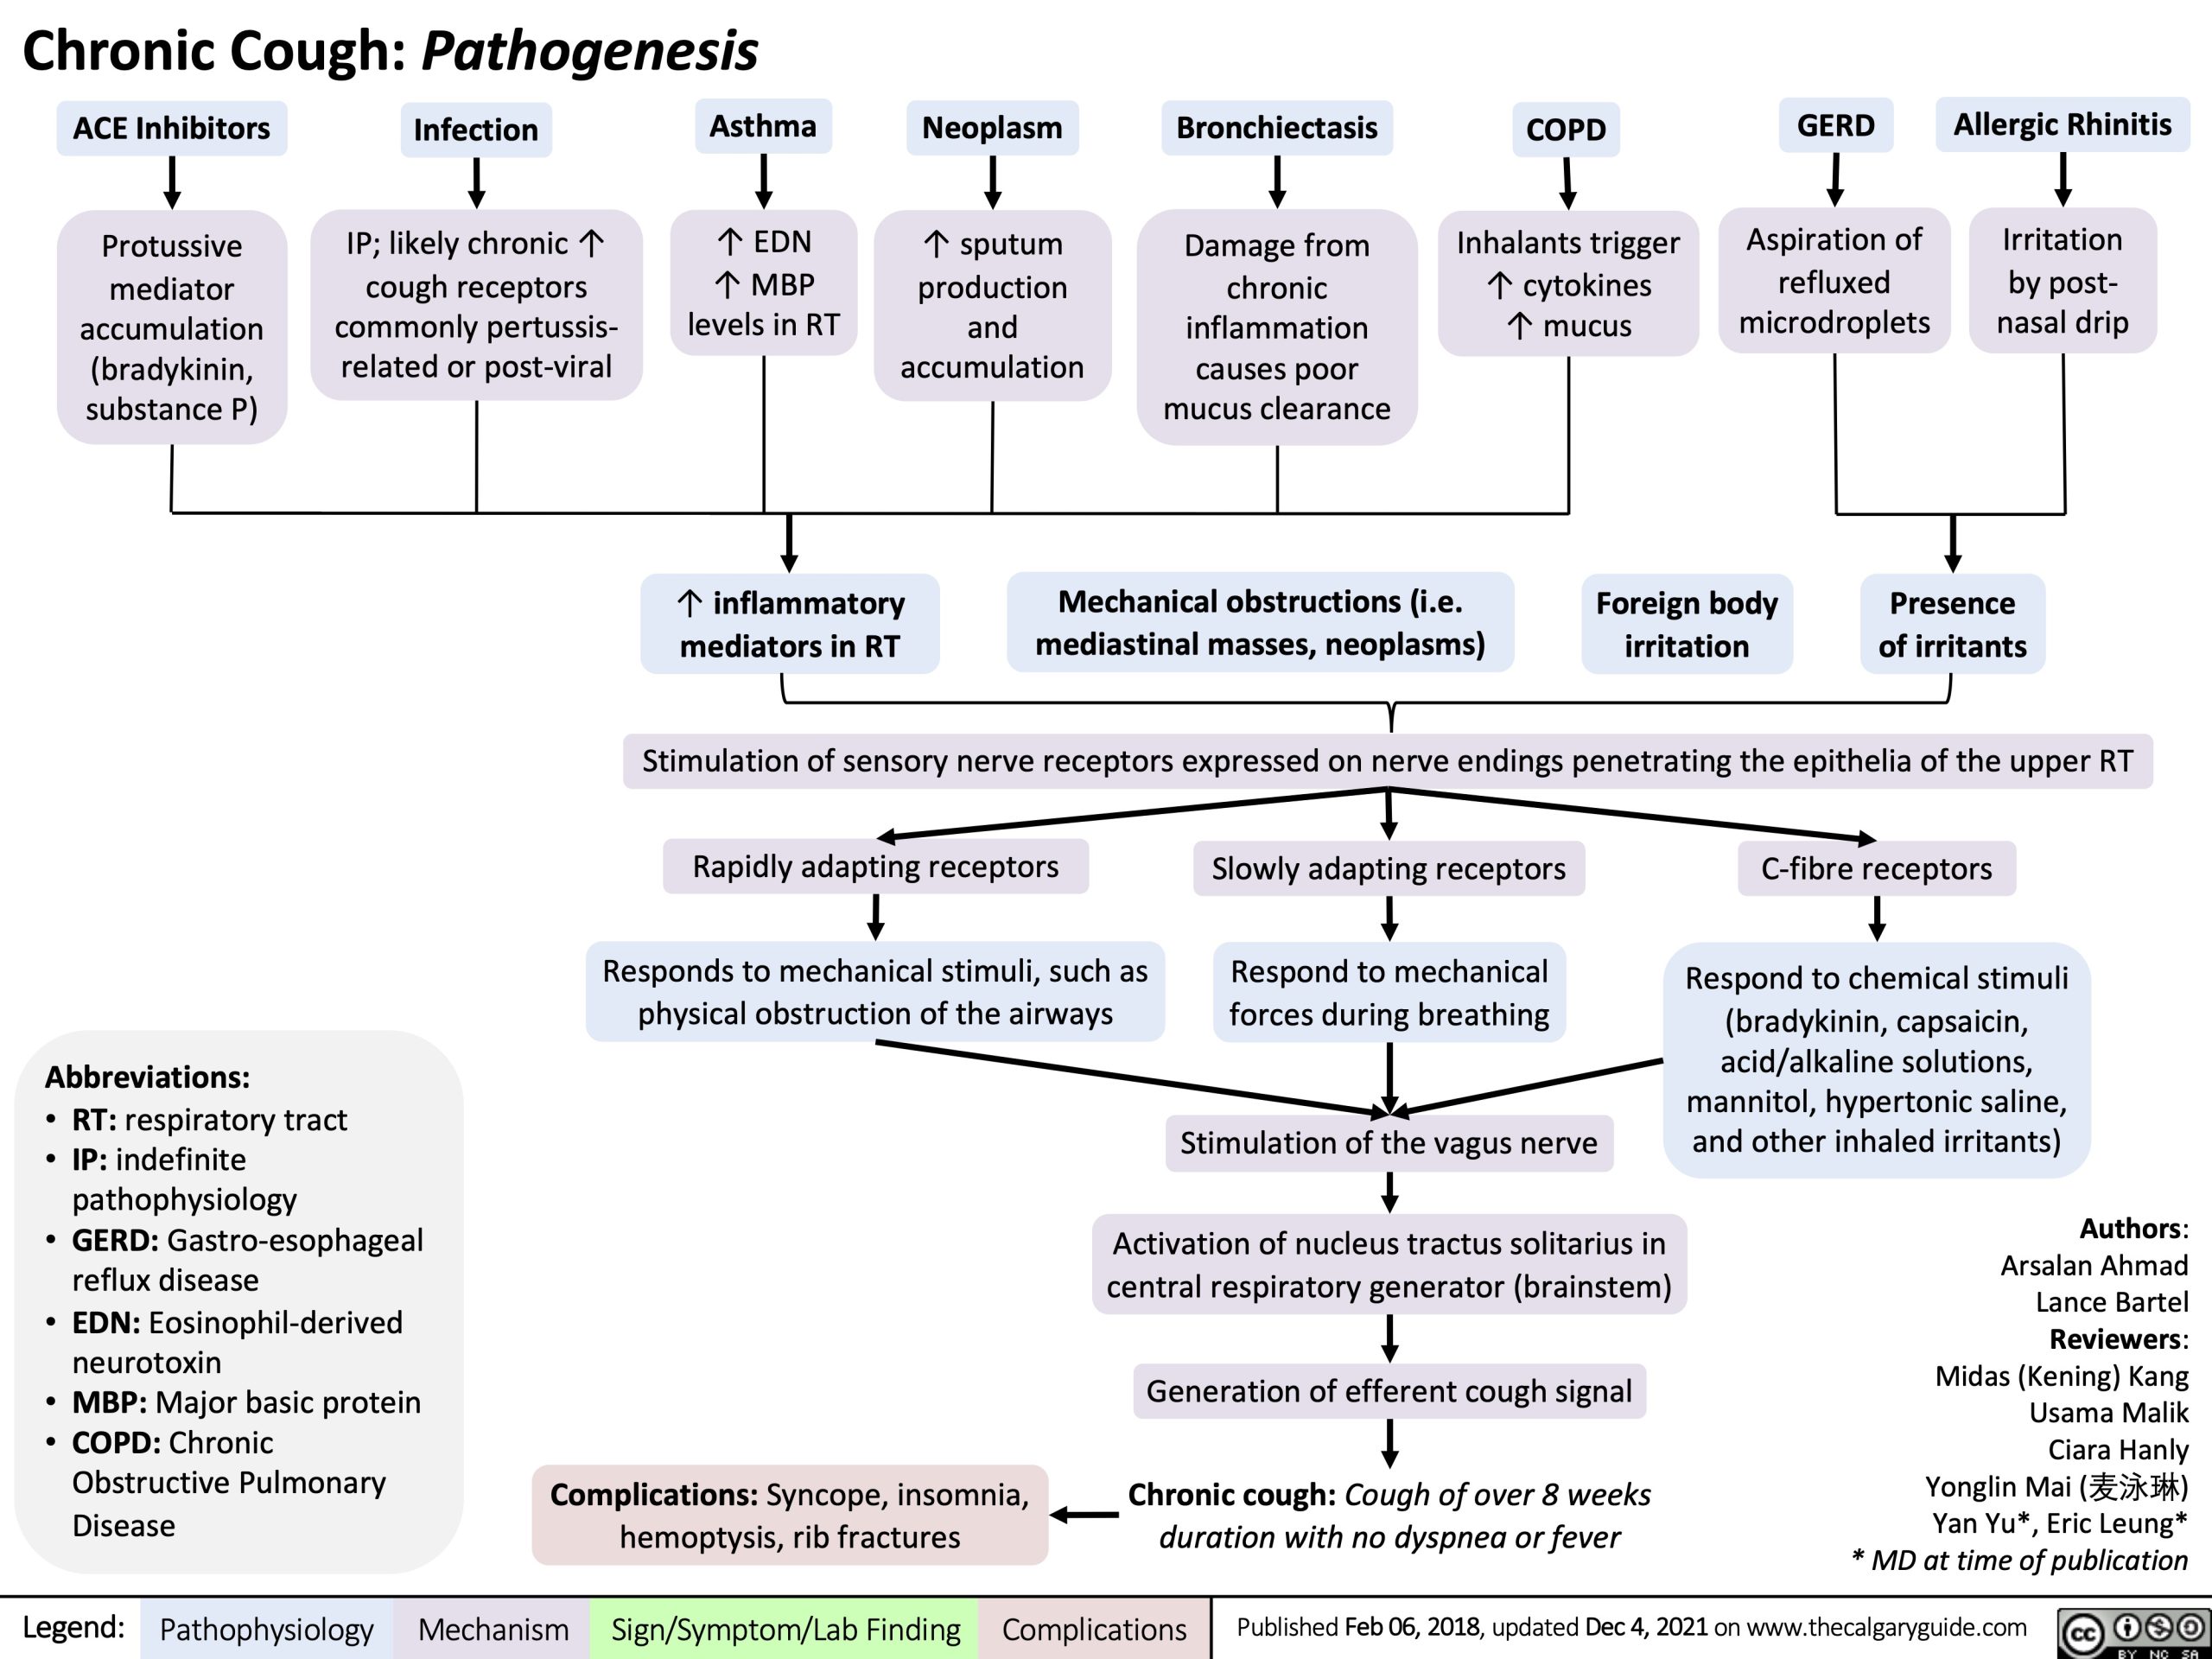 Chronic Cough: Pathogenesis
ACE Inhibitors
Infection
Asthma
Neoplasm
Bronchiectasis
COPD
GERD
Allergic Rhinitis
Protussive
mediator
accumulation
(bradykinin,
substance P)
IP; likely chronic ↑
cough receptors
commonly pertussis-
related or post-viral
↑ EDN
↑ MBP
levels in RT
↑ sputum
production
and
accumulation
Damage from
chronic
inflammation
causes poor
mucus clearance
Inhalants trigger
↑ cytokines
↑ mucus
Aspiration of
refluxed
microdroplets
Irritation
by post-
nasal drip
↑ inflammatory
mediators in RT
Mechanical obstructions (i.e.
mediastinal masses, neoplasms)
Foreign body
irritation
Presence
of irritants
Stimulation of sensory nerve receptors expressed on nerve endings penetrating the epithelia of the upper RT
Rapidly adapting receptors
Slowly adapting receptors
C-fibre receptors
Responds to mechanical stimuli, such as
physical obstruction of the airways
Respond to mechanical
forces during breathing
Respond to chemical stimuli
(bradykinin, capsaicin,
acid/alkaline solutions,
mannitol, hypertonic saline,
and other inhaled irritants)
Stimulation of the vagus nerve
Activation of nucleus tractus solitarius in
central respiratory generator (brainstem)
Generation of efferent cough signal
Chronic cough: Cough of over 8 weeks
duration with no dyspnea or fever
Complications: Syncope, insomnia,
hemoptysis, rib fractures
Abbreviations:
• RT: respiratory tract
• IP: indefinite
pathophysiology
• GERD: Gastro-esophageal
reflux disease
• EDN: Eosinophil-derived
neurotoxin
• MBP: Major basic protein
• COPD: Chronic
Obstructive Pulmonary
Disease
Authors:
Arsalan Ahmad
Lance Bartel
Reviewers:
Midas (Kening) Kang
Usama Malik
Ciara Hanly
Yonglin Mai (麦泳琳)
Yan Yu*, Eric Leung*
* MD at time of publication
Legend:
Pathophysiology
Mechanism
Sign/Symptom/Lab Finding
Complications
Published Feb 06, 2018, updated Dec 4, 2021 on www.thecalgaryguide.com
cc
BY NC SA